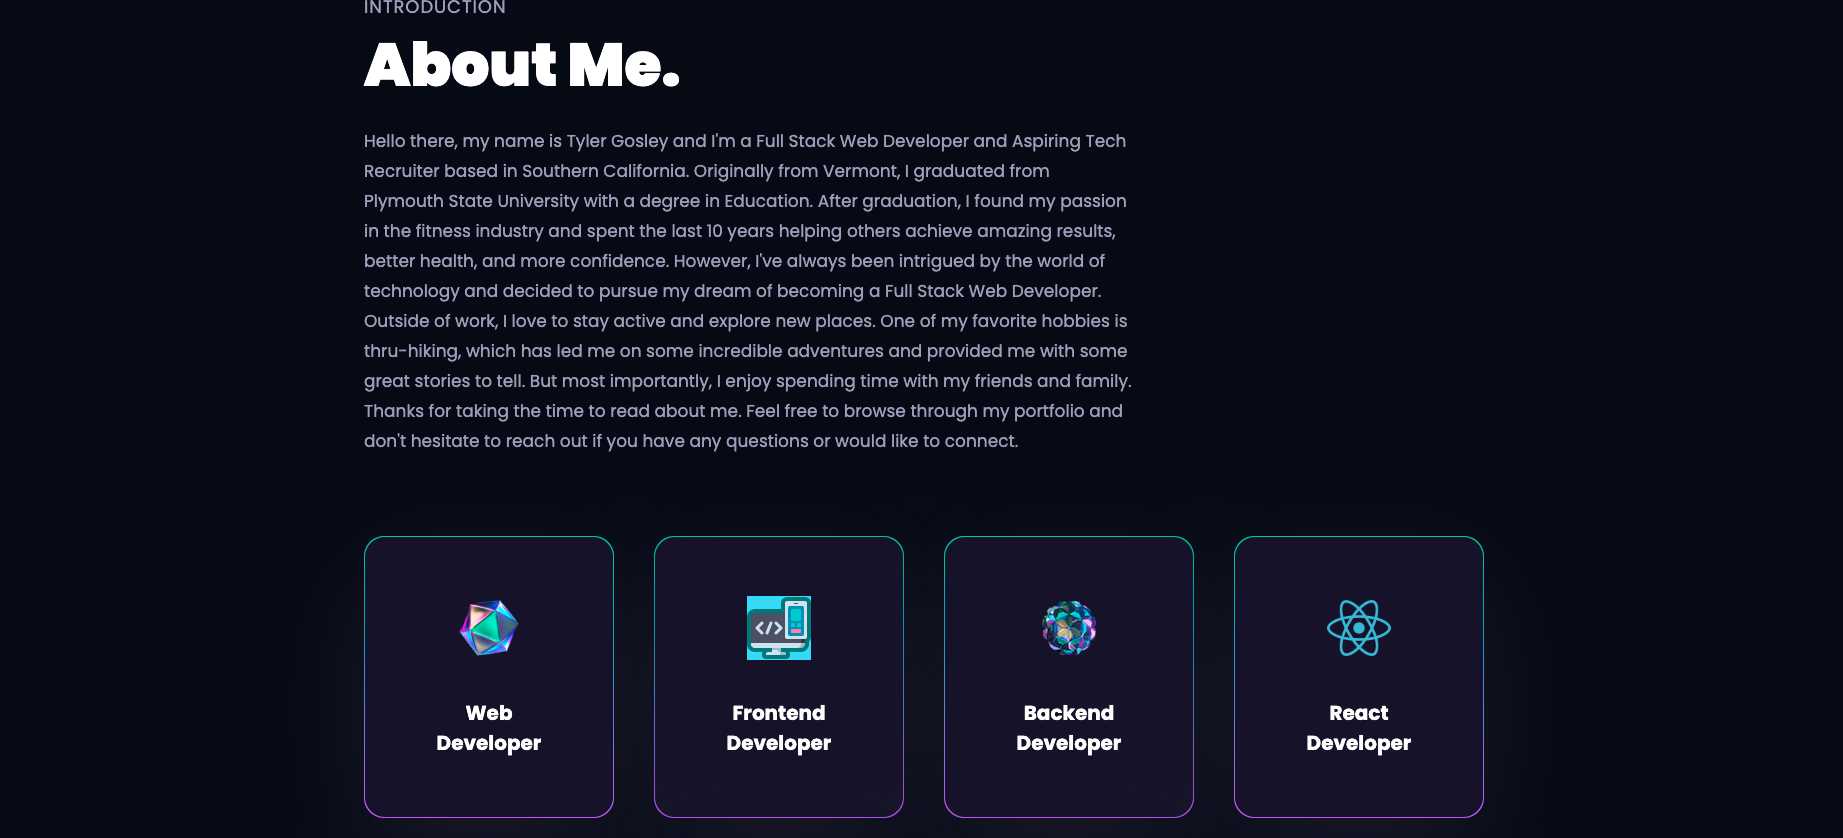 INTRODUCTION
About Me.
Hello there, my name is Tyler Gosley and I'm a Full Stack Web Developer and Aspiring Tech
Recruiter based in Southern California. Originally from Vermont, I graduated from
Plymouth State University with a degree in Education. After graduation, I found my passion
in the fitness industry and spent the last 10 years helping others achieve amazing results,
better health, and more confidence. However, I've always been intrigued by the world of
technology and decided to pursue my dream of becoming a Full Stack Web Developer.
Outside of work, I love to stay active and explore new places. One of my favorite hobbies is
thru-hiking, which has led me on some incredible adventures and provided me with some
great stories to tell. But most importantly, I enjoy spending time with my friends and family.
Thanks for taking the time to read about me. Feel free to browse through my portfolio and
don't hesitate to reach out if you have any questions or would like to connect.
</>
Web
Developer
Frontend
Developer
Backend
Developer
React
Developer